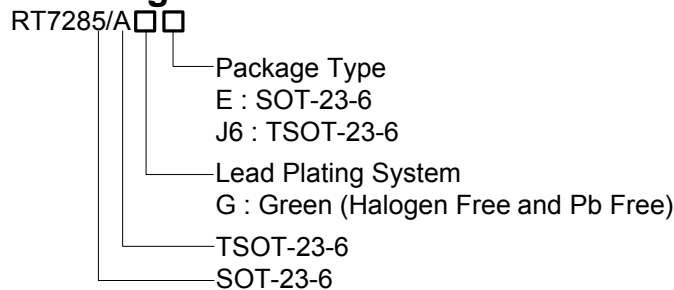 RT7285/A□□
Package Type
E : SOT-23-6
J6 : TSOT-23-6
Lead Plating System
G : Green (Halogen Free and Pb Free)
TSOT-23-6
SOT-23-6